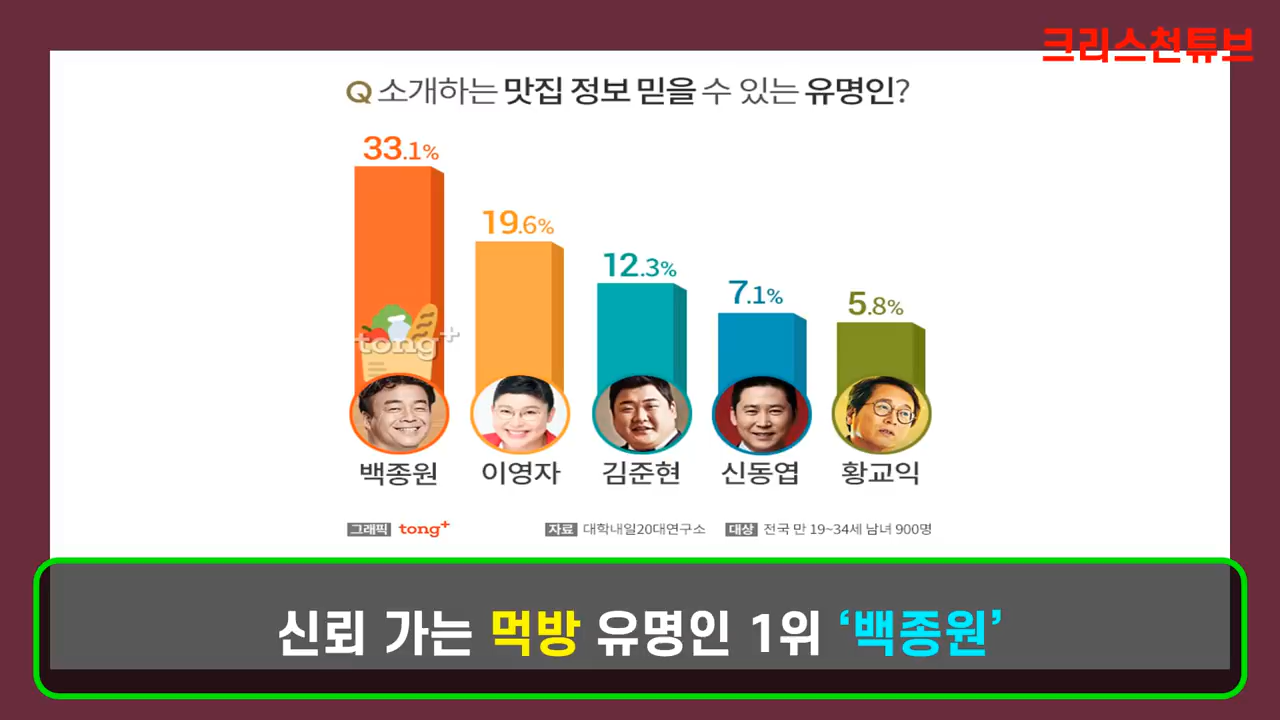 크리스천튜브
Q 소개하는 맛집 정보 믿을 수 있는 유명인?
33.1%
19.6%
12.3%
7.1%
5.8%
tong+
백종원 이영자 김준현 신동엽 황교익
그래픽 tong+ 자료 대학내일20대연구소 대상 전국 만 19~34세 남녀 900명
신뢰 가는 먹방 유명인 1위 ‘백종원’